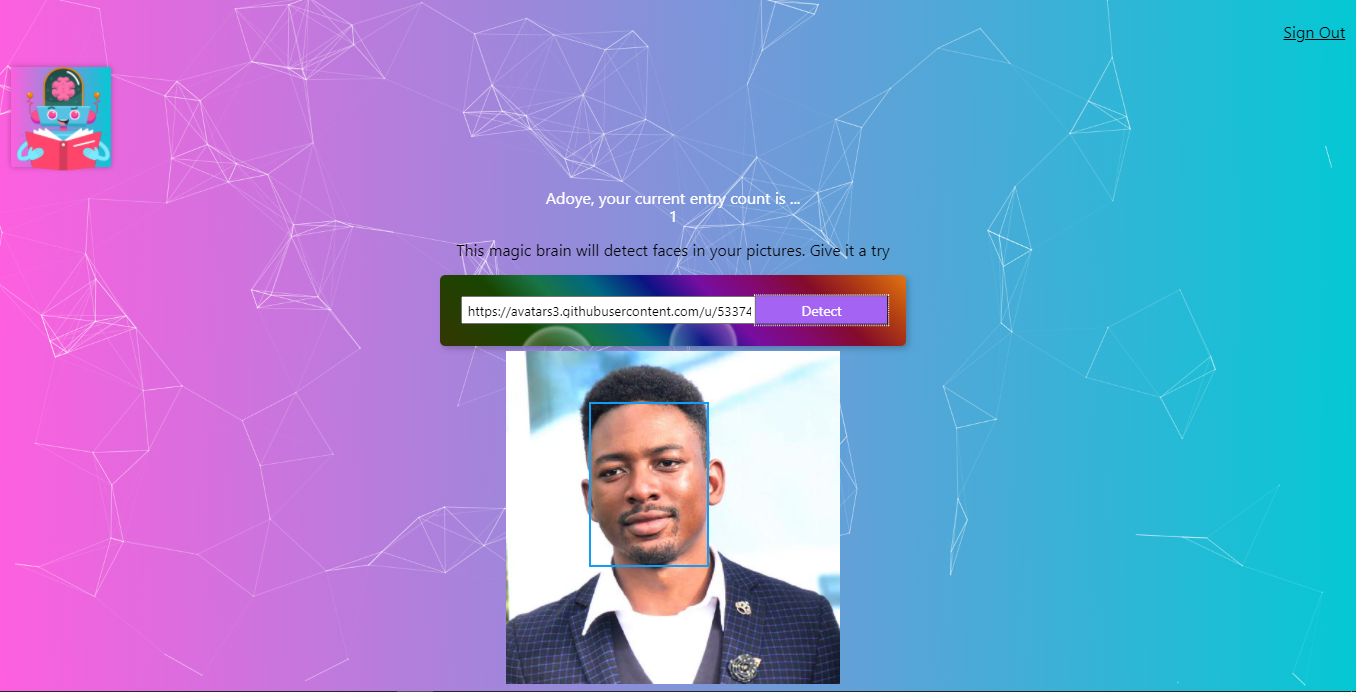 Sign Out
Adoye, your current entry count is ...
1
This magic brain will detect faces in your pictures. Give it a try
https://avatars3.githubusercontent.com/u/53374
Detect